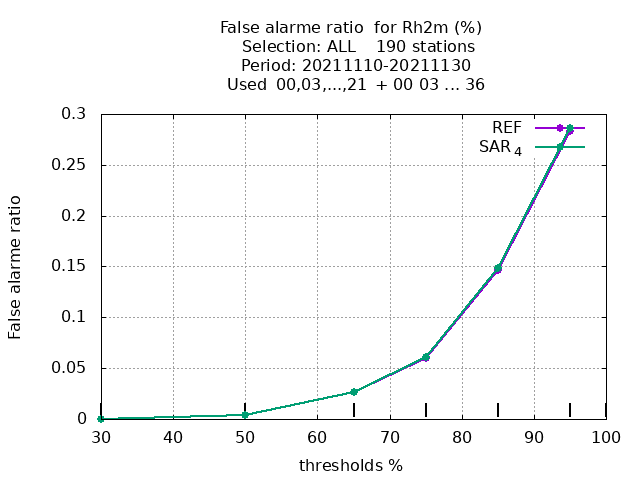 False alarme ratio  for Rh2m (%)
Selection: ALL    190 stations
Period: 20211110-20211130
Used  00,03,...,21  + 00 03 ... 36
0.3
REF
SAR 4
0.25
0.2
0.15
0.1
0.05
0
False alarme ratio
30 40 50 60 70 80 90 100
thresholds %